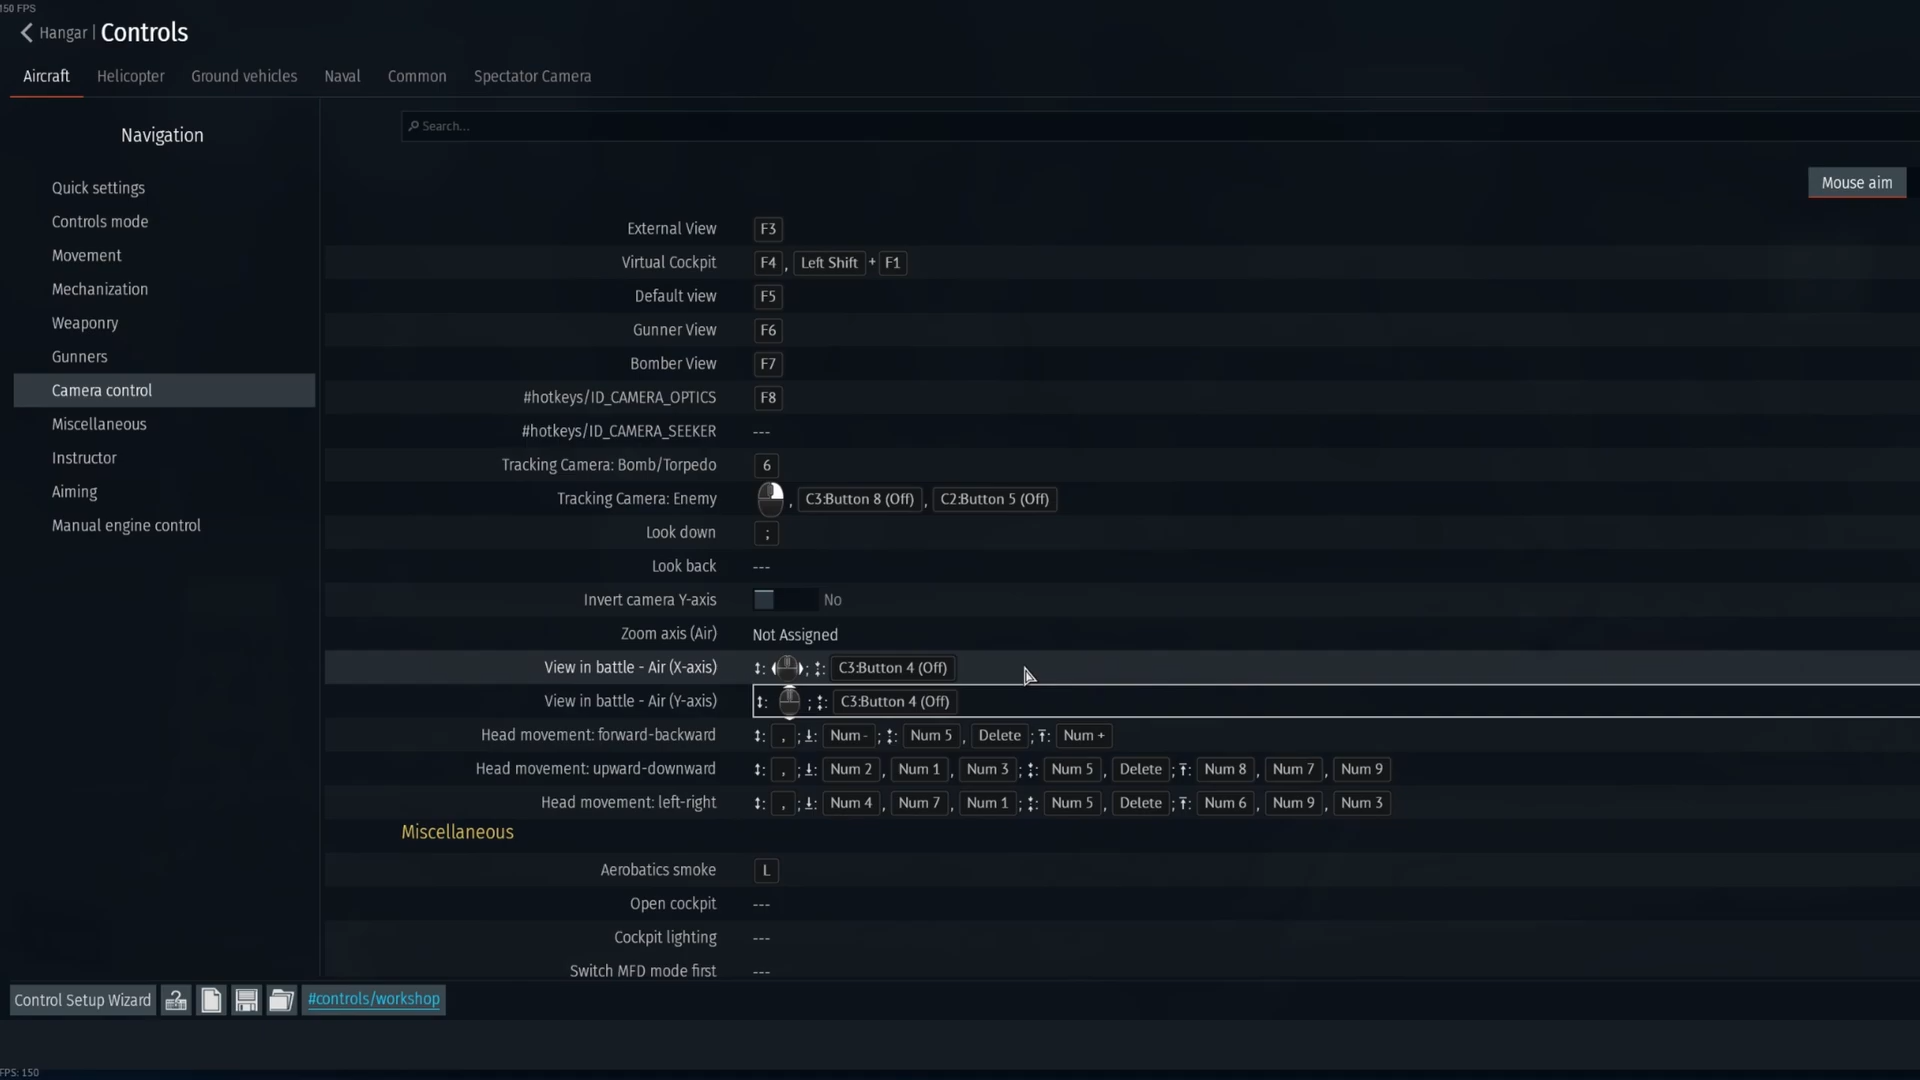 150 FPS
Hangar | Controls
Aircraft Helicopter Ground vehicles Naval Common Spectator Camera
Navigation
Search...
Mouse aim
Quick settings
Controls mode
Movement
Mechanization
Weaponry
Gunners
Camera control
Miscellaneous
Instructor
Aiming
Manual engine control
External View F3
Virtual Cockpit F4 , Left Shift + F1
Default view F5
Gunner View F6
Bomber View F7
#hotkeys/ID_CAMERA_OPTICS F8
#hotkeys/ID_CAMERA_SEEKER ---
Tracking Camera: Bomb/Torpedo 6
Tracking Camera: Enemy , C3:Button 8 (Off) , C2:Button 5 (Off)
Look down ;
Look back ---
Invert camera Y-axis No
Zoom axis (Air) Not Assigned
View in battle - Air (X-axis) : ; : C3:Button 4 (Off)
View in battle - Air (Y-axis) : ; : C3:Button 4 (Off)
Head movement: forward-backward : , ; : Num - ; : Num 5 , Delete ; : Num +
Head movement: upward-downward : , ; : Num 2 , Num 1 , Num 3 ; : Num 5 , Delete ; : Num 8 , Num 7 , Num 9
Head movement: left-right : , ; : Num 4 , Num 7 , Num 1 ; : Num 5 , Delete ; : Num 6 , Num 9 , Num 3
Miscellaneous
Aerobatics smoke L
Open cockpit ---
Cockpit lighting ---
Switch MFD mode first ---
Control Setup Wizard ? #controls/workshop
FPS: 150